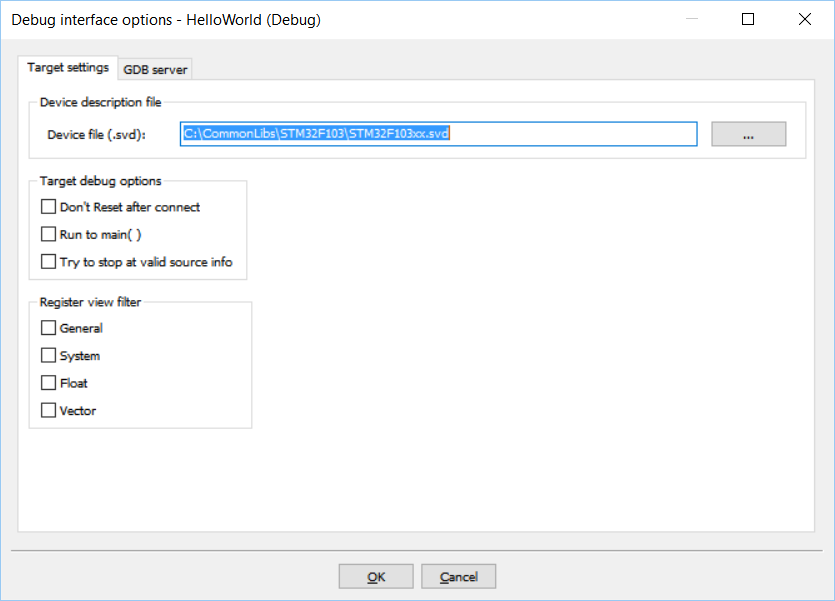 Debug interface options - HelloWorld (Debug)
Target settings GDB server
Device description file
Device file (.svd): C:\CommonLibs\STM32F103\STM32F103xx.svd ...
Target debug options
Don't Reset after connect
Run to main( )
Try to stop at valid source info
Register view filter
General
System
Float
Vector
OK Cancel